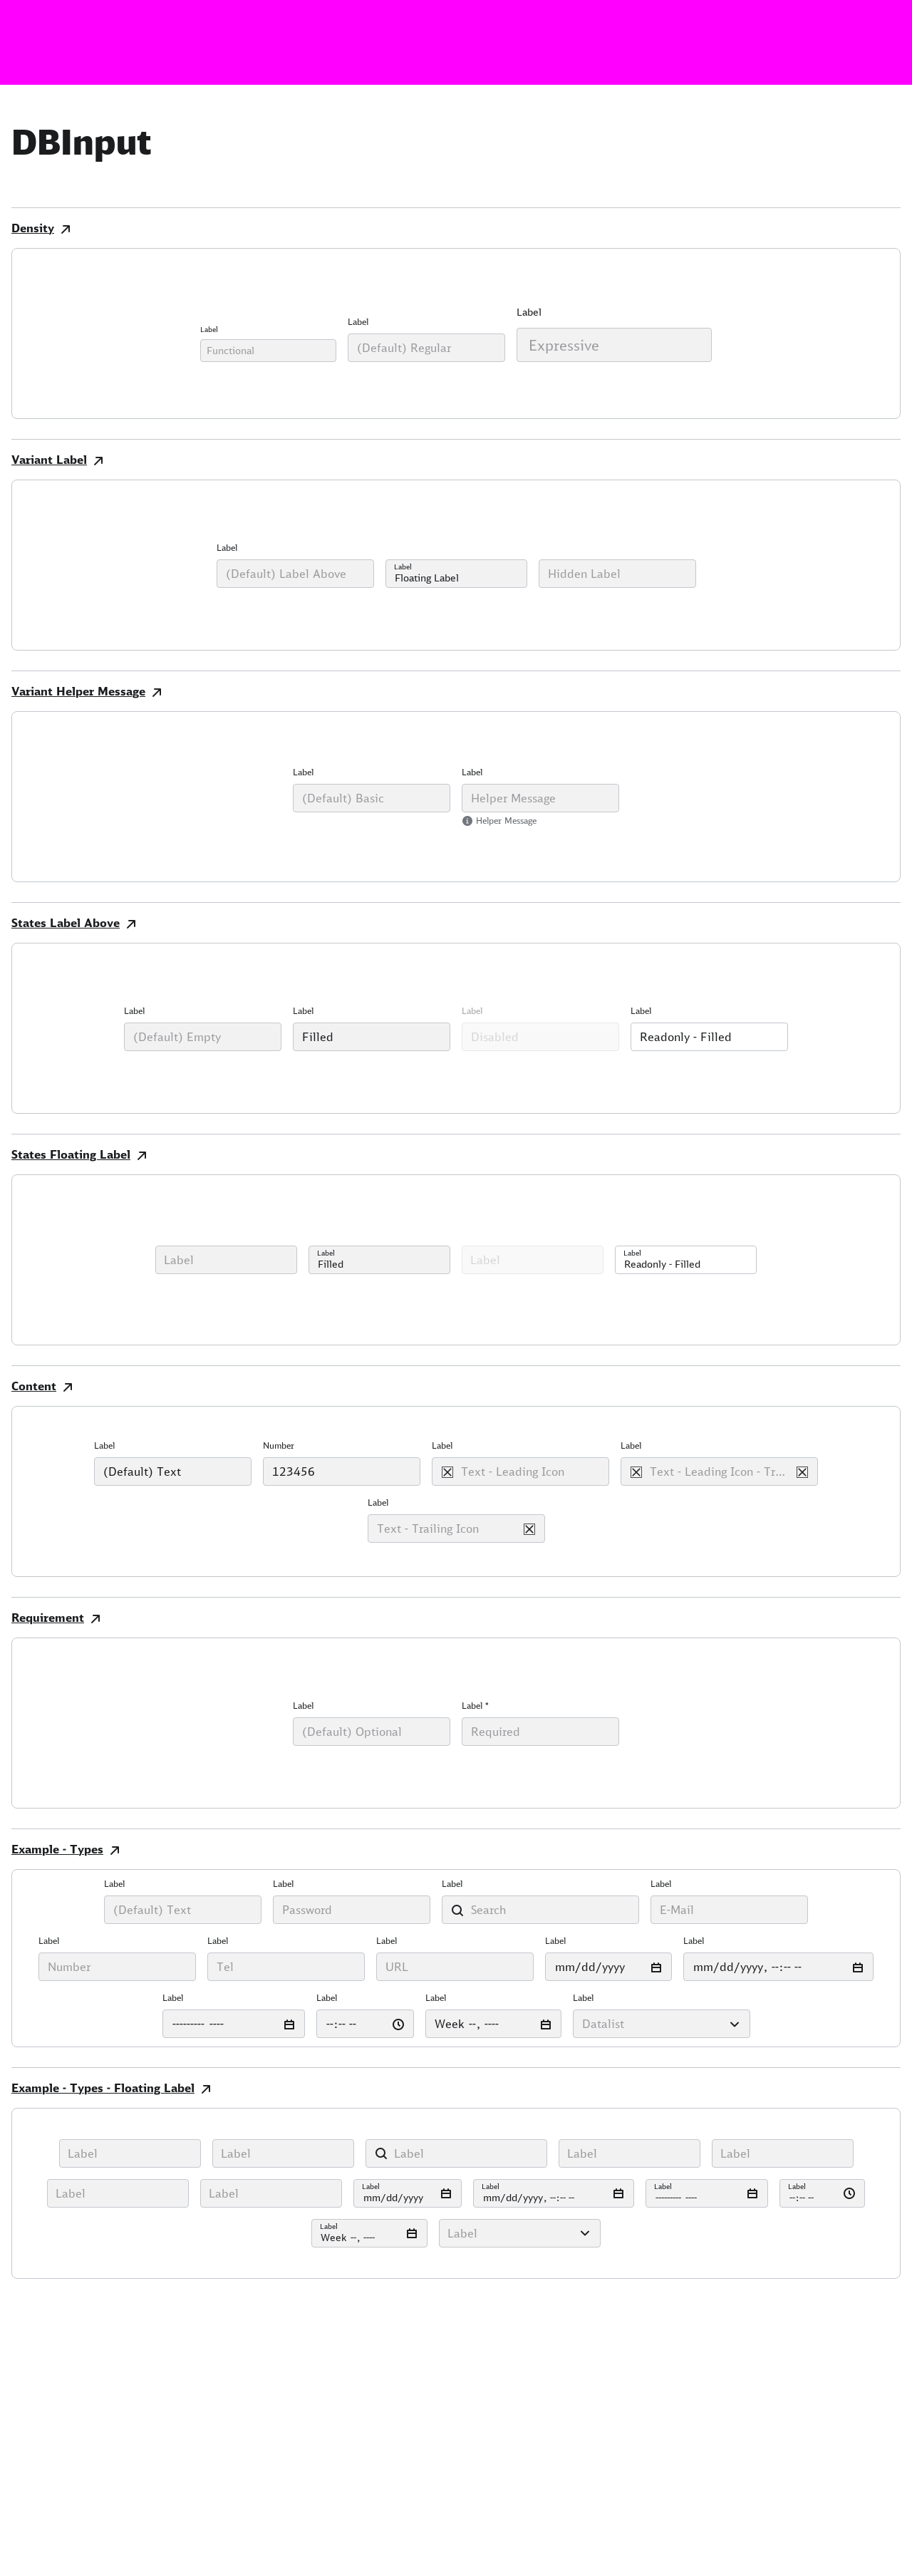 DBInput
Density
Label Label Label
Functional (Default) Regular Expressive
Variant Label
Label
(Default) Label Above Label Floating Label Hidden Label
Variant Helper Message
Label Label
(Default) Basic Helper Message
Helper Message
States Label Above
Label Label Label Label
(Default) Empty Filled Disabled Readonly - Filled
States Floating Label
Label Label Filled Label Label Readonly - Filled
Content
Label Number Label Label
(Default) Text 123456 Text - Leading Icon Text - Leading Icon - Tr...
Label
Text - Trailing Icon
Requirement
Label Label *
(Default) Optional Required
Example - Types
Label Label Label Label
(Default) Text Password Search E-Mail
Label Label Label Label Label
Number Tel URL mm/dd/yyyy mm/dd/yyyy, --:-- --
Label Label Label Label
--------- ---- --:-- -- Week --, ---- Datalist
Example - Types - Floating Label
Label Label Label Label Label
Label Label Label mm/dd/yyyy Label mm/dd/yyyy, --:-- -- Label --------- ---- Label --:-- --
Label Week --, ---- Label